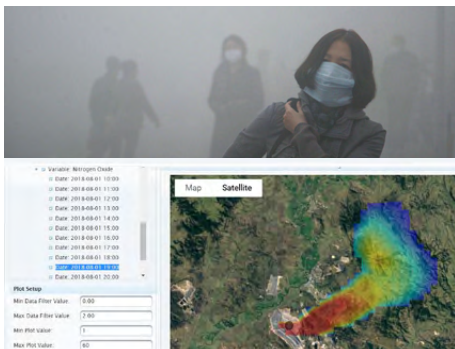 Variable: Nitrogen Oxide
Date: 2018-08-01 10:00
Date: 2018-08-01 11:00
Date: 2018-08-01 12:00
Date: 2018-08-01 13:00
Date: 2018-08-01 14:00
Date: 2018-08-01 15:00
Date: 2018-08-01 16:00
Date: 2018-08-01 17:00
Date: 2018-08-01 18:00
Date: 2018-08-01 19:00
Date: 2018-08-01 20:00
Map Satellite
Plot Setup
Min Data Filter Value: 0.00
Max Data Filter Value: 2.00
Min Plot Value: 1
Max Plot Value: 60